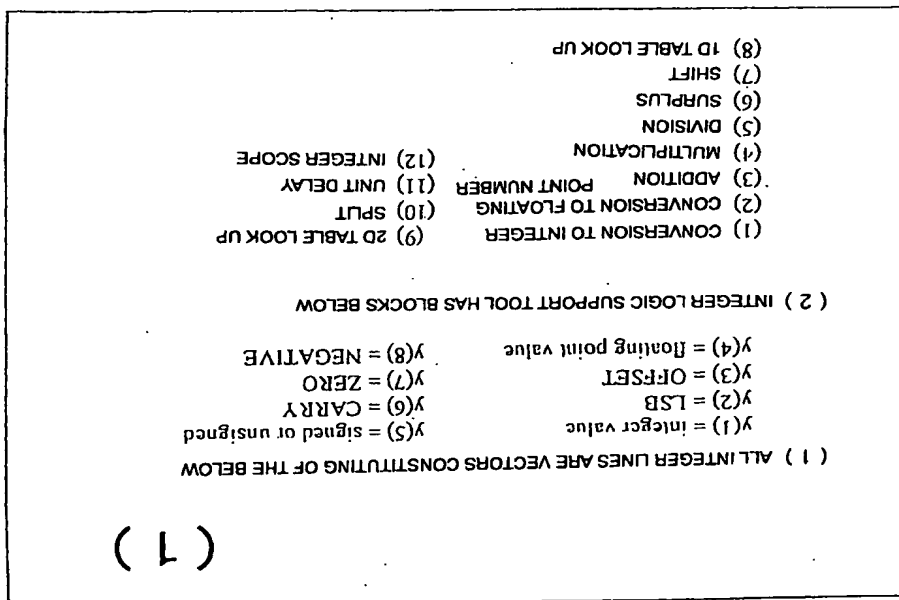 ( 1 )
( 1 ) ALL INTEGER LINES ARE VECTORS CONSTITUTING OF THE BELOW
y(1) = integer value y(5) = signed or unsigned
y(2) = LSB y(6) = CARRY
y(3) = OFFSET y(7) = ZERO
y(4) = floating point value y(8) = NEGATIVE
( 2 ) INTEGER LOGIC SUPPORT TOOL HAS BLOCKS BELOW
(1) CONVERSION TO INTEGER (9) 2D TABLE LOOK UP
(2) CONVERSION TO FLOATING (10) SPLIT
(3) ADDITION POINT NUMBER (11) UNIT DELAY
(4) MULTIPLICATION (12) INTEGER SCOPE
(5) DIVISION
(6) SURPLUS
(7) SHIFT
(8) 1D TABLE LOOK UP